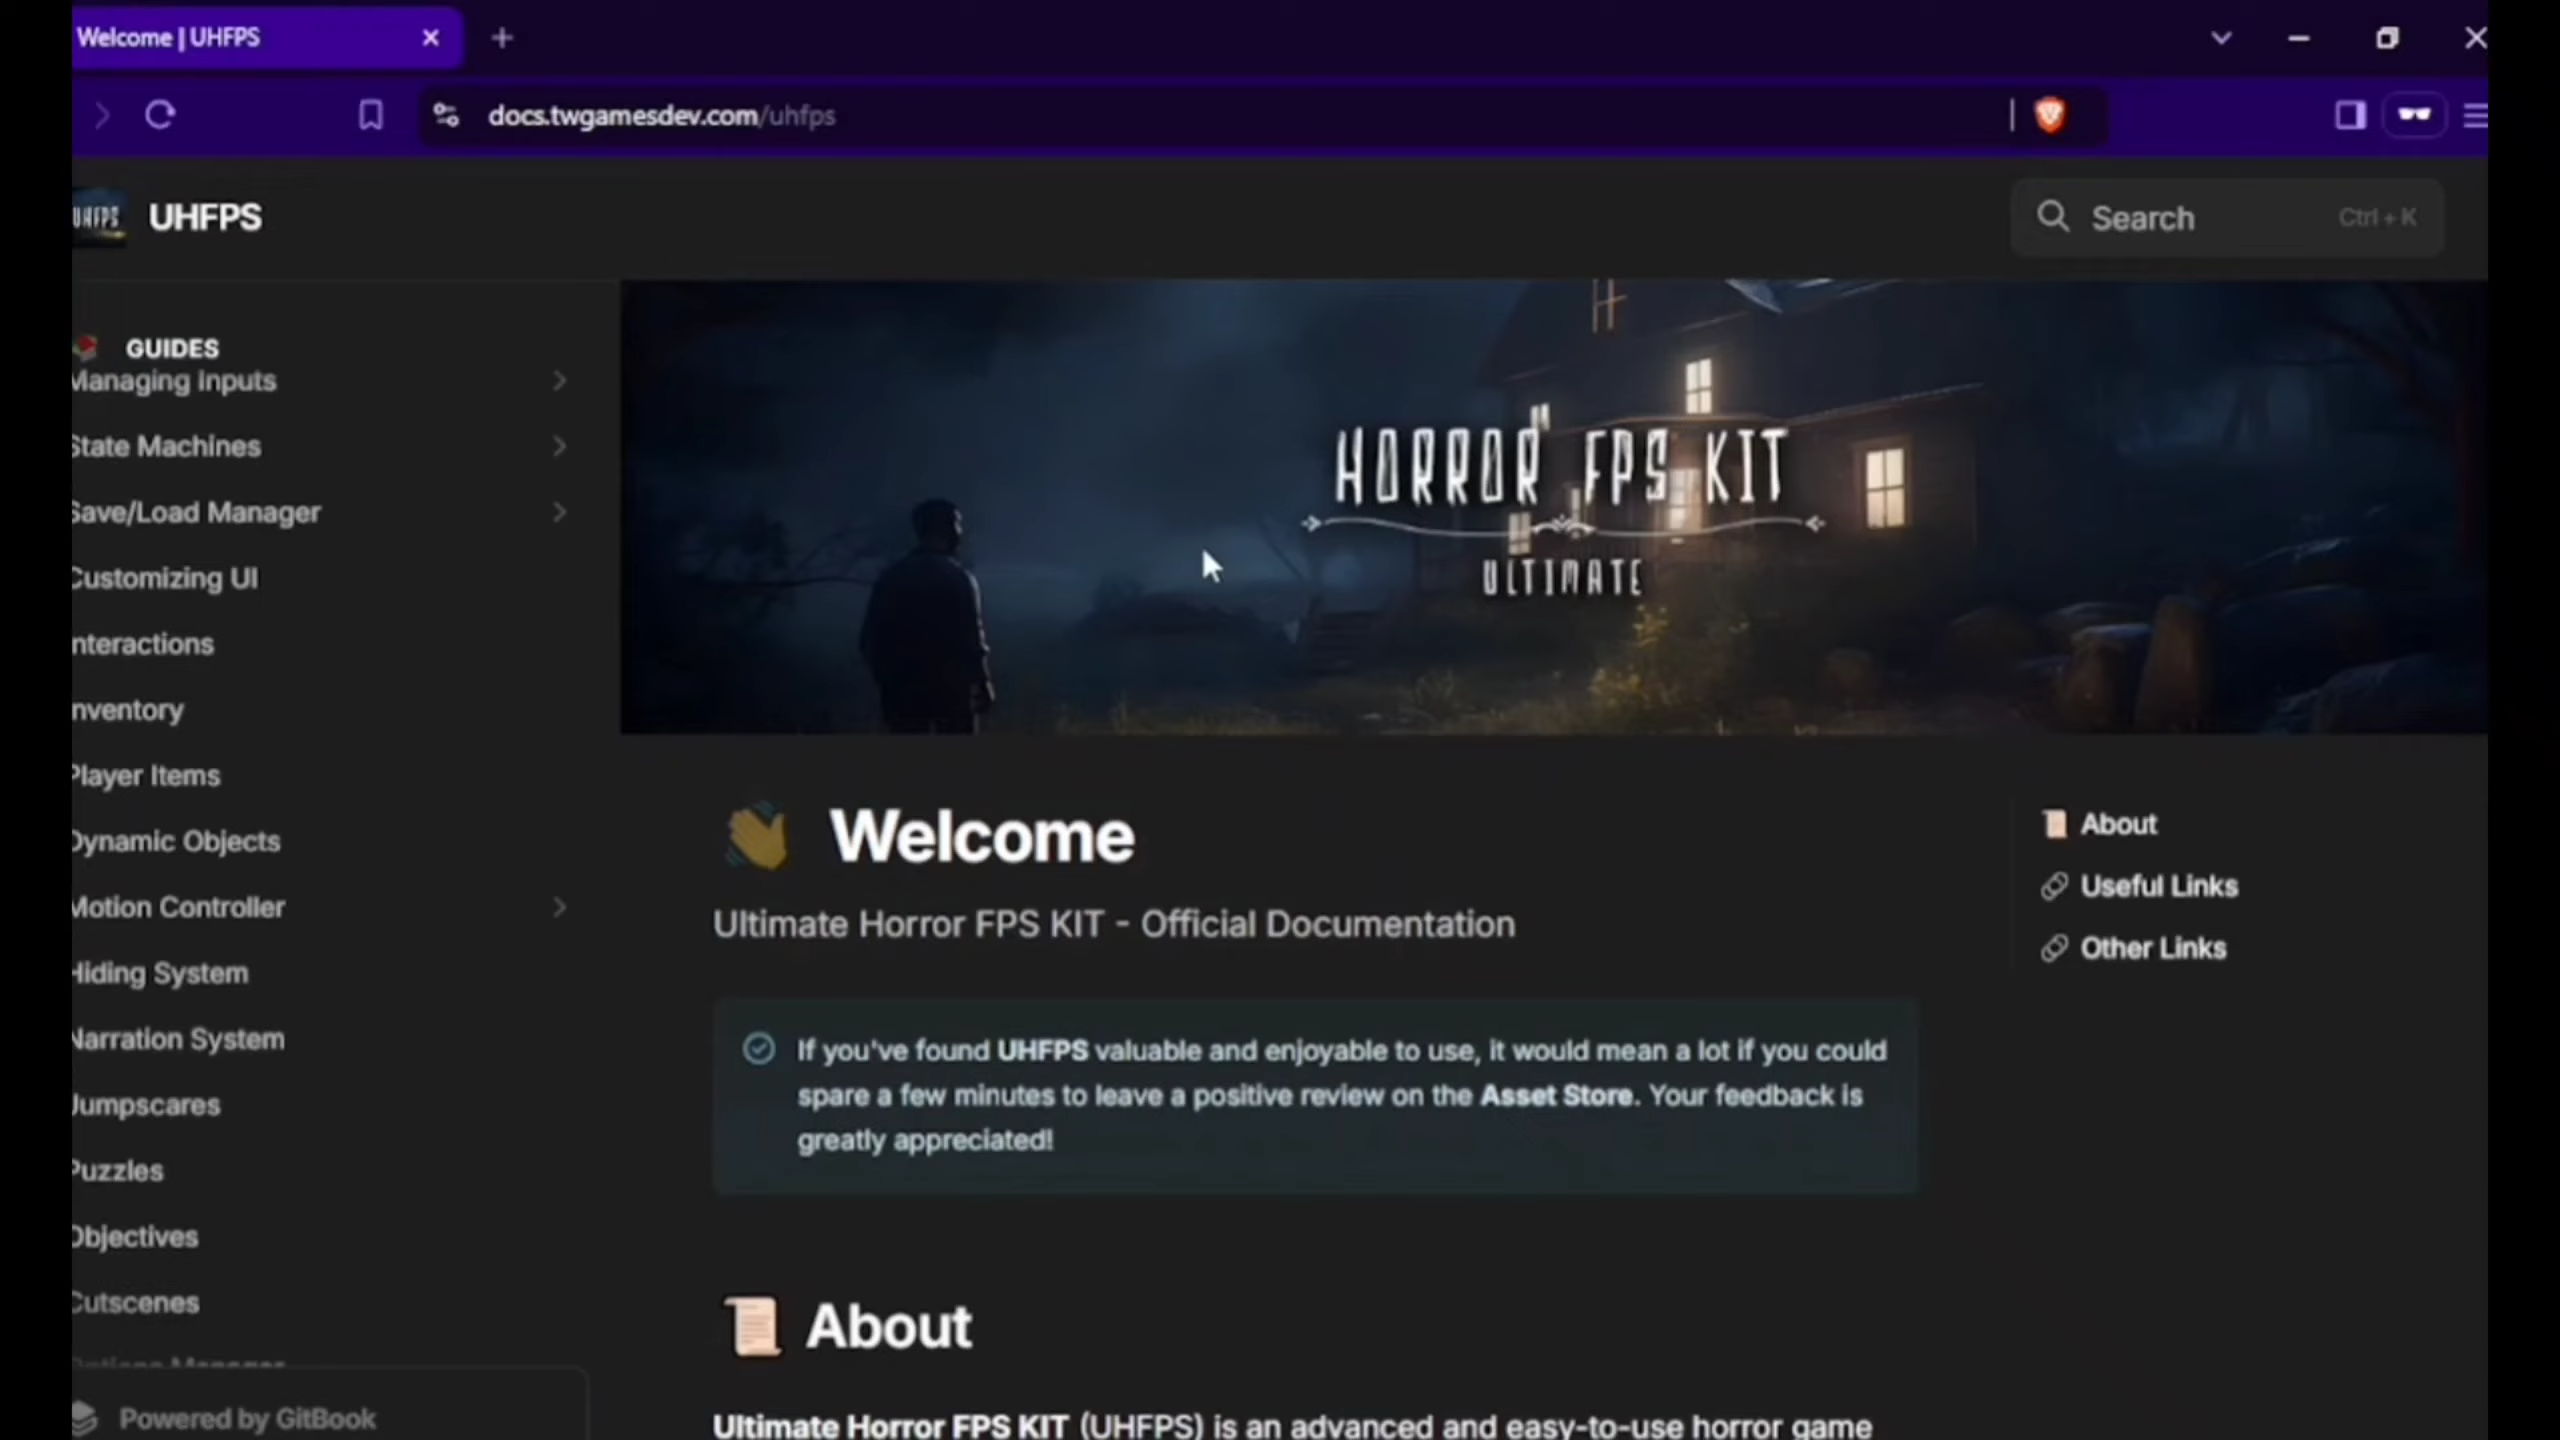 Welcome | UHFPS
docs.twgamesdev.com/uhfps
UHFPS
UHFPS
Search
Ctrl + K
GUIDES
Managing Inputs
State Machines
Save/Load Manager
Customizing UI
Interactions
Inventory
Player Items
Dynamic Objects
Motion Controller
Hiding System
Narration System
Jumpscares
Puzzles
Objectives
Cutscenes
Powered by GitBook
HORROR FPS KIT
ULTIMATE
Welcome
Ultimate Horror FPS KIT - Official Documentation
If you've found UHFPS valuable and enjoyable to use, it would mean a lot if you could
spare a few minutes to leave a positive review on the Asset Store. Your feedback is
greatly appreciated!
About
Ultimate Horror FPS KIT (UHFPS) is an advanced and easy-to-use horror game
About
Useful Links
Other Links